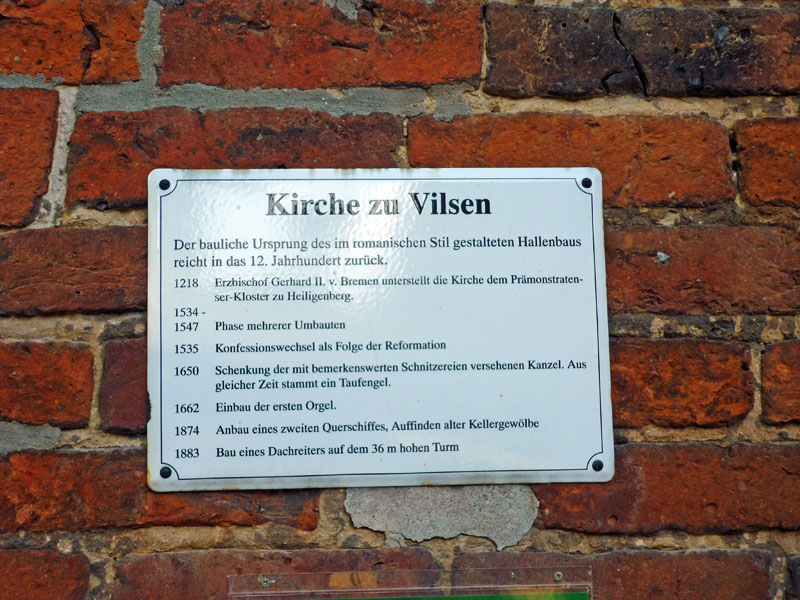 Kirche zu Vilsen
Der bauliche Ursprung des im romanischen Stil gestalteten Hallenbaus
reicht in das 12. Jahrhundert zurück.
1218 Erzbischof Gerhard II. v. Bremen unterstellt die Kirche dem Prämonstraten-
ser-Kloster zu Heiligenberg.
1534 -
1547 Phase mehrerer Umbauten
1535 Konfessionswechsel als Folge der Reformation
1650 Schenkung der mit bemerkenswerten Schnitzereien versehenen Kanzel. Aus
gleicher Zeit stammt ein Taufengel.
1662 Einbau der ersten Orgel.
1874 Anbau eines zweiten Querschiffes, Auffinden alter Kellergewölbe
1883 Bau eines Dachreiters auf dem 36 m hohen Turm